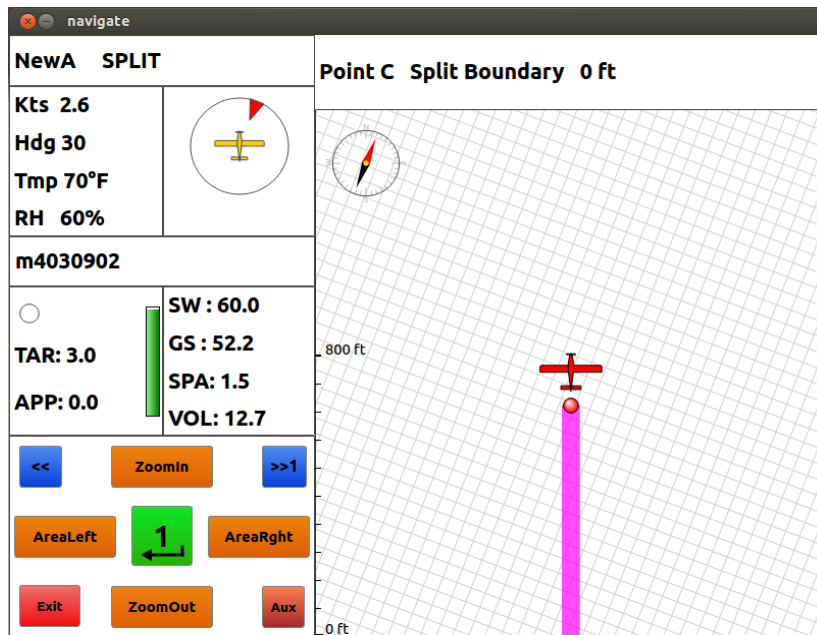 navigate
NewA SPLIT
Point C Split Boundary 0 ft
Kts 2.6
Hdg 30
Tmp 70°F
RH 60%
m4030902
TAR: 3.0
APP: 0.0
SW : 60.0
GS : 52.2
SPA: 1.5
VOL: 12.7
<< ZoomIn >>1
AreaLeft 1 AreaRght
Exit ZoomOut Aux
800 ft
0 ft